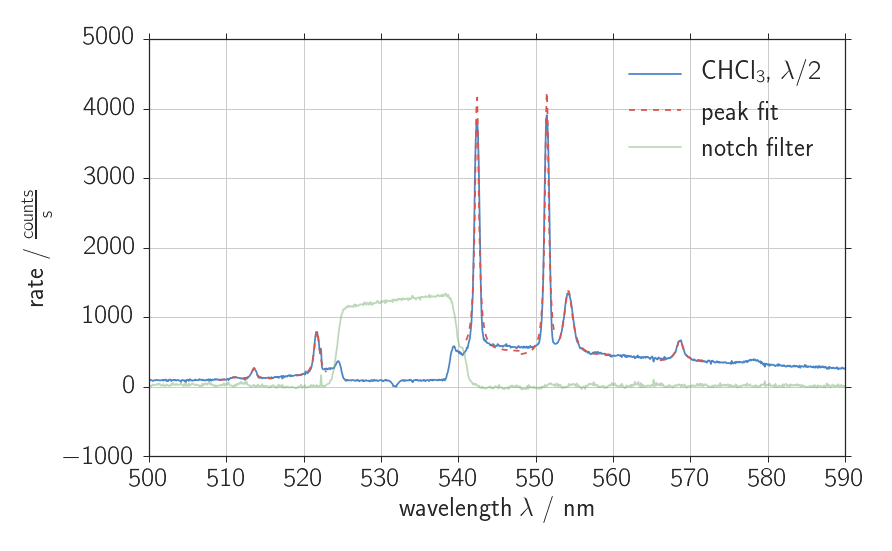 5000
4000
3000
2000
1000
0
−1000
rate / counts/s
500 510 520 530 540 550 560 570 580 590
wavelength λ / nm
CHCl₃, λ/2
peak fit
notch filter